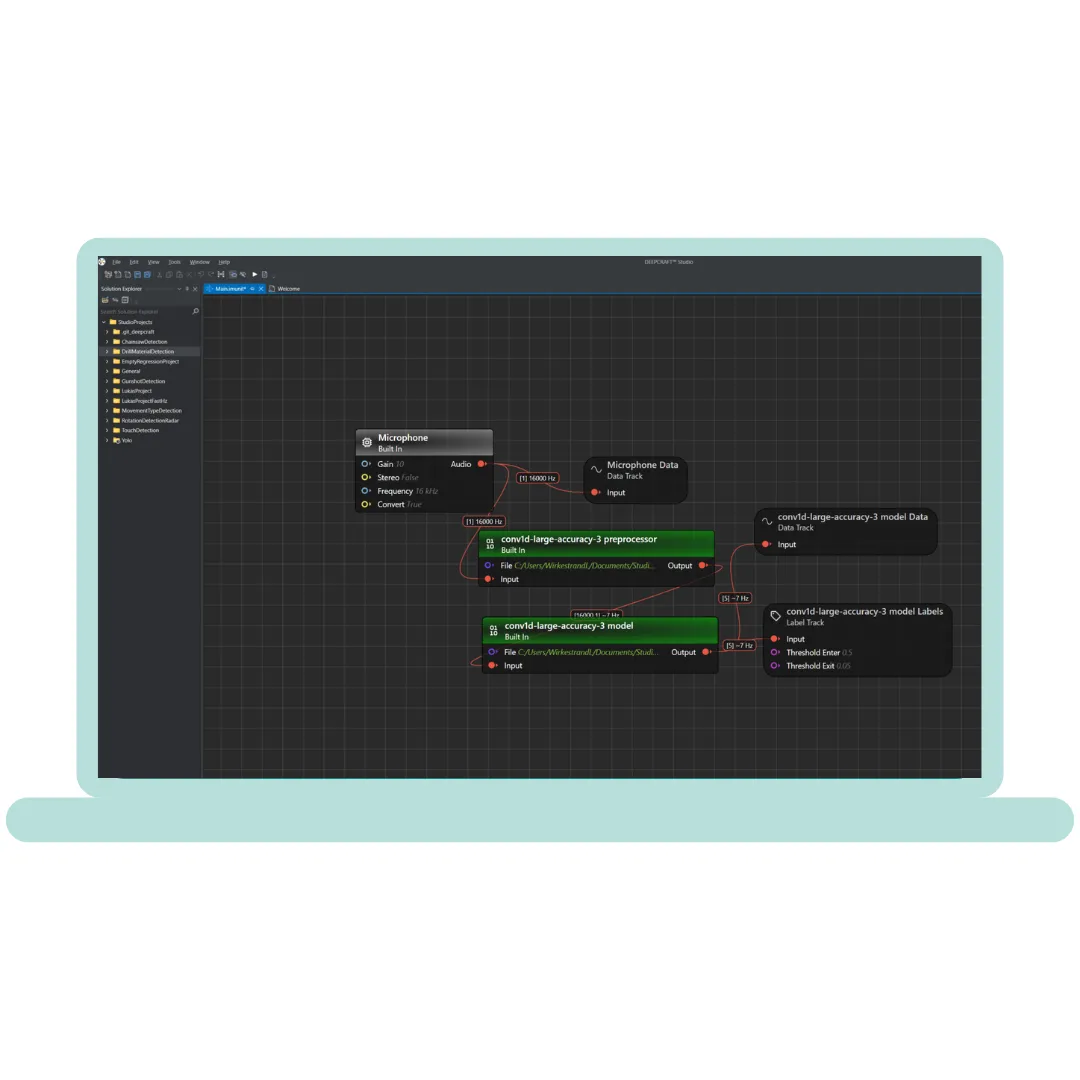 File Edit View Tools Window Help
DEEPCRAFT™ Studio
Solution Explorer
Main.imunit*
Welcome
Search Solution Explorer
StudioProjects
.git_deepcraft
ChainsawDetection
DrillMaterialDetection
EmptyRegressionProject
General
GunshotDetection
LukasProject
LukasProjectFastHz
MovementTypeDetection
RotationDetectionRadar
TouchDetection
Yoki
Microphone
Built In
Gain 10
Audio
Stereo False
Frequency 16 kHz
Convert True
[1] 16000 Hz
Microphone Data
Data Track
Input
[1] 16000 Hz
conv1d-large-accuracy-3 preprocessor
Built In
File C:/Users/Wirkestrandl,/Documents/Studi...
Output
Input
conv1d-large-accuracy-3 model Data
Data Track
Input
[5] ~7 Hz
[16000,1] ~7 Hz
conv1d-large-accuracy-3 model
Built In
File C:/Users/Wirkestrandl,/Documents/Studi...
Output
Input
[5] ~7 Hz
conv1d-large-accuracy-3 model Labels
Label Track
Input
Threshold Enter 0.5
Threshold Exit 0.05